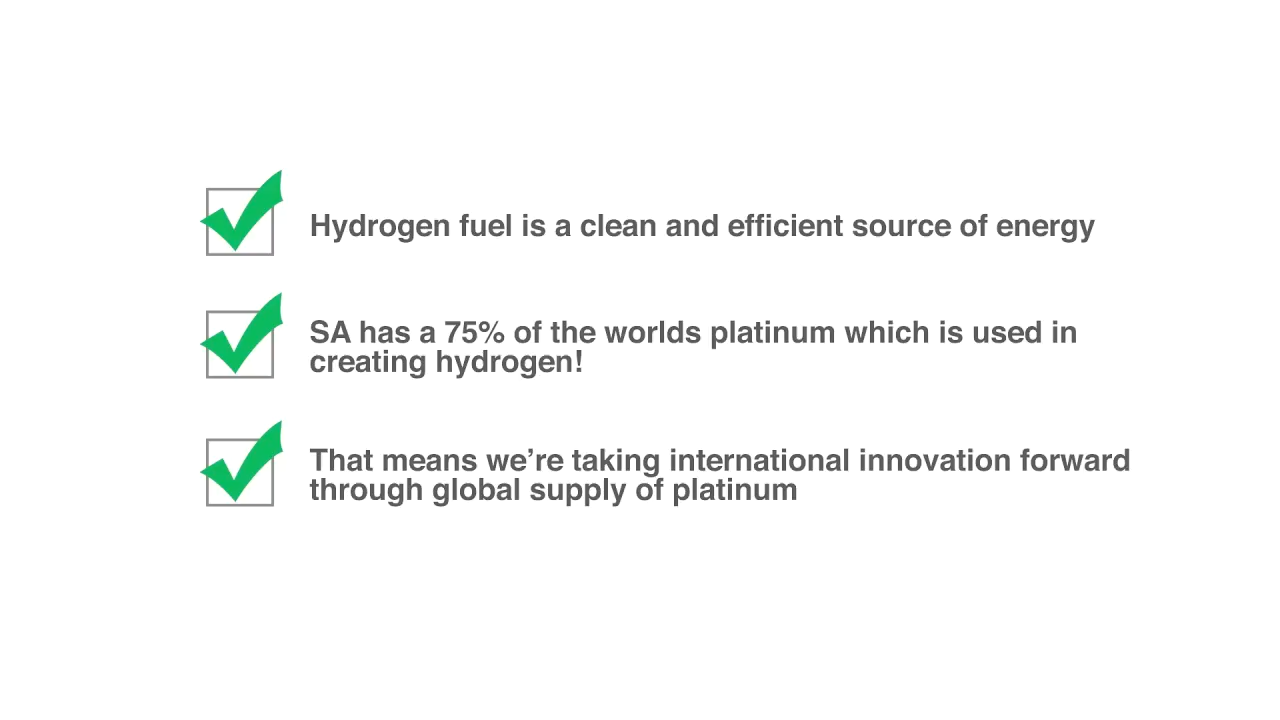 Hydrogen fuel is a clean and efficient source of energy
SA has a 75% of the worlds platinum which is used in
creating hydrogen!
That means we’re taking international innovation forward
through global supply of platinum